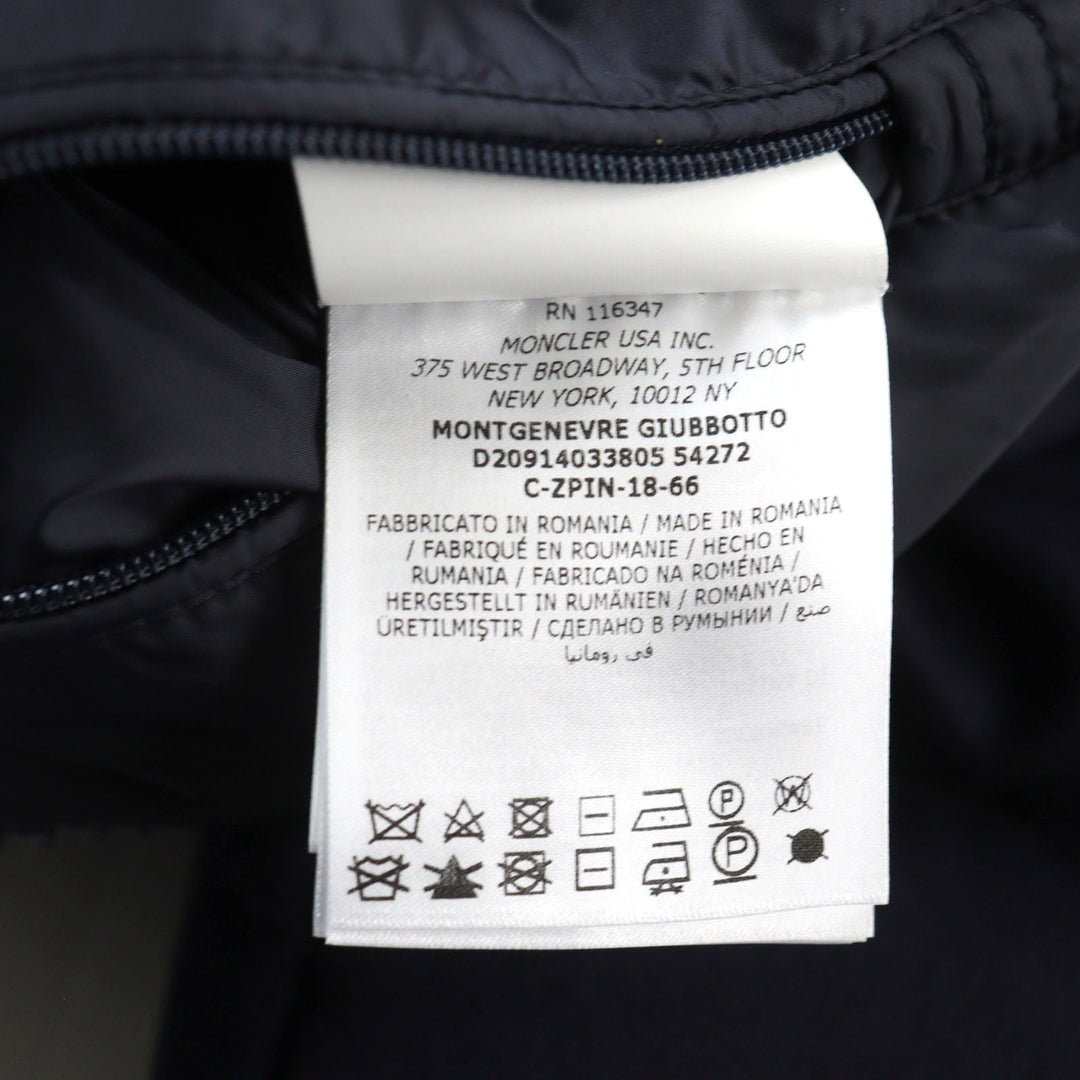 RN 116347
MONCLER USA INC.
375 WEST BROADWAY, 5TH FLOOR
NEW YORK, 10012 NY
MONTGENEVRE GIUBBOTTO
D20914033805 54272
C-ZPIN-18-66
FABBRICATO IN ROMANIA / MADE IN ROMANIA
/ FABRIQUÉ EN ROUMANIE / HECHO EN
RUMANIA / FABRICADO NA ROMÉNIA /
HERGESTELLT IN RUMÄNIEN / ROMANYA'DA
ÜRETILMIŞTIR / СДЕЛАНО В РУМЫНИИ / صنع
في رومانيا
P W
P